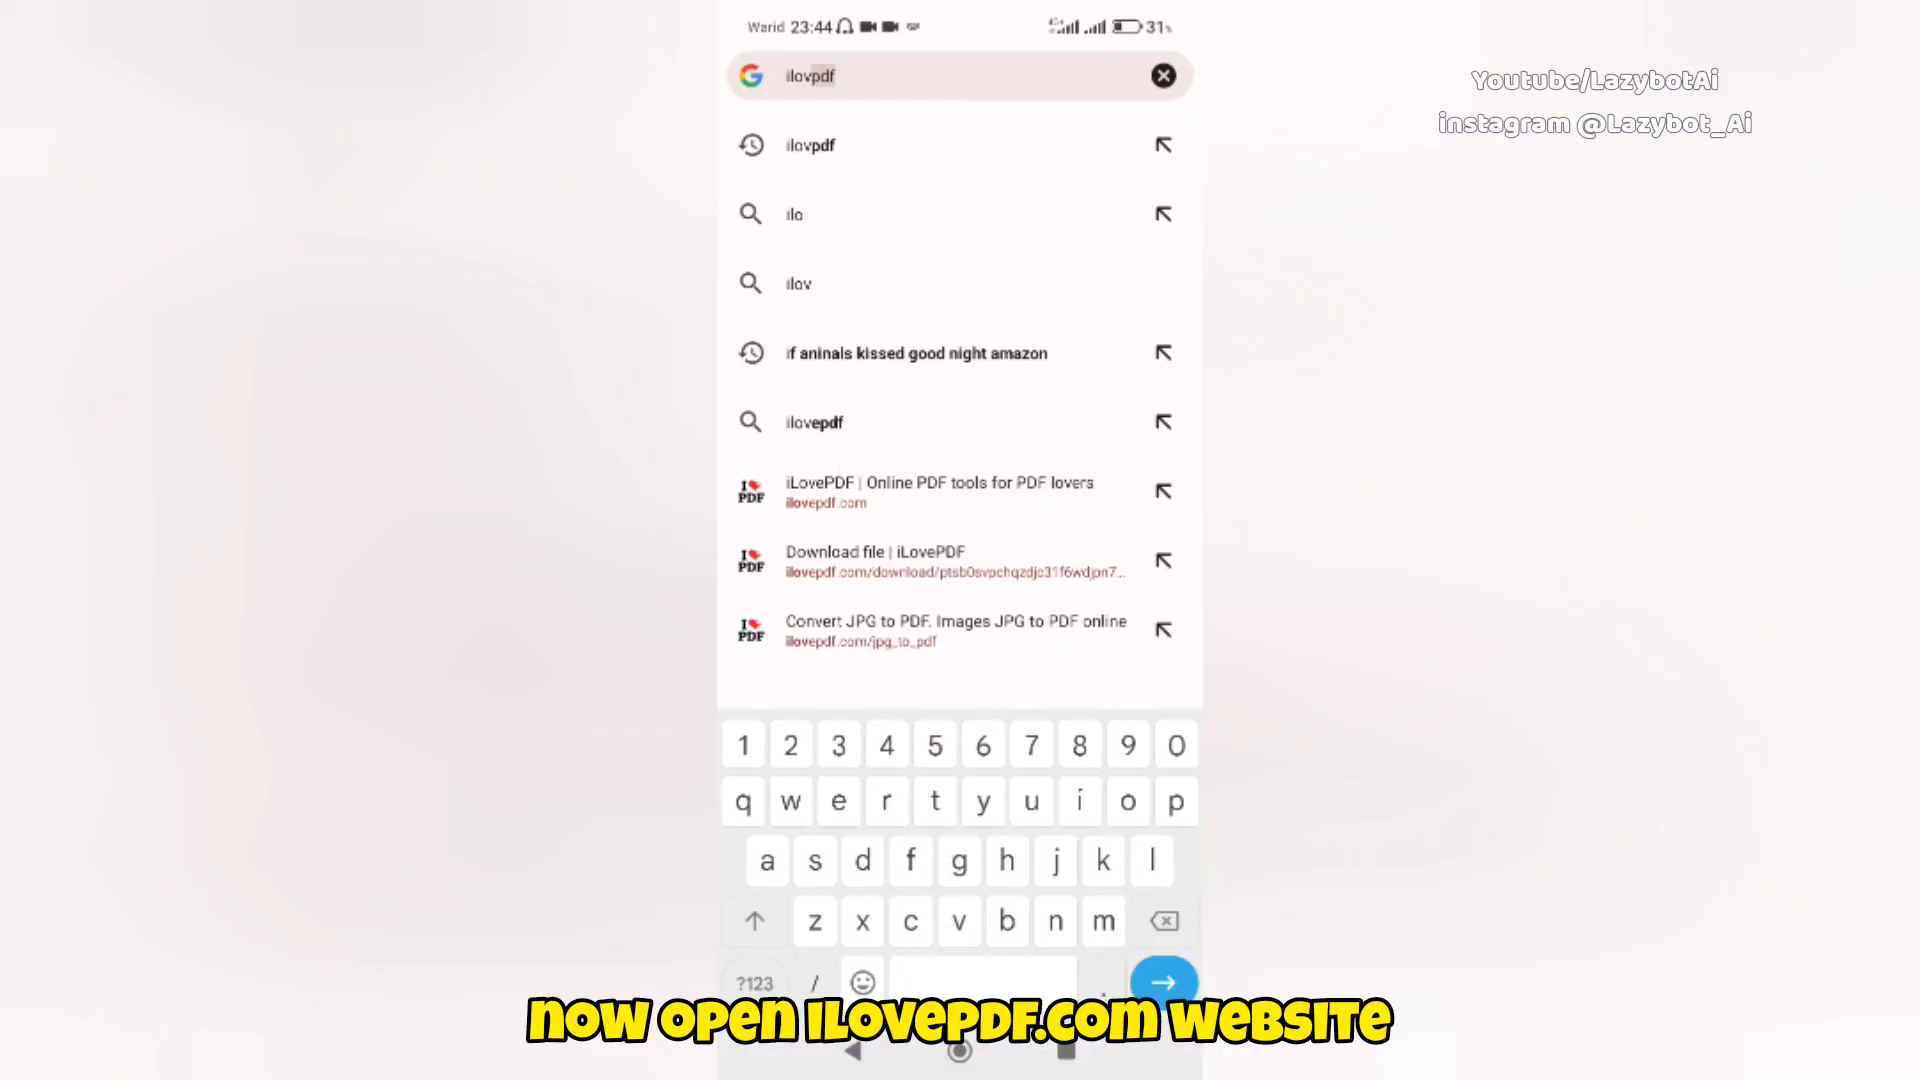 Warid 23:44 31%
Youtube/LazybotAi
instagram @Lazybot_Ai
ilovpdf
ilovpdf
ilo
ilov
if aninals kissed good night amazon
ilovepdf
I PDF iLovePDF | Online PDF tools for PDF lovers
ilovepdf.com
I PDF Download file | iLovePDF
ilovepdf.com/download/ptsb0svpchqzdjc31f6wdjpn7...
I PDF Convert JPG to PDF. Images JPG to PDF online
ilovepdf.com/jpg_to_pdf
1 2 3 4 5 6 7 8 9 0
q w e r t y u i o p
a s d f g h j k l
z x c v b n m
?123 / .
now open ilovepdf.com website